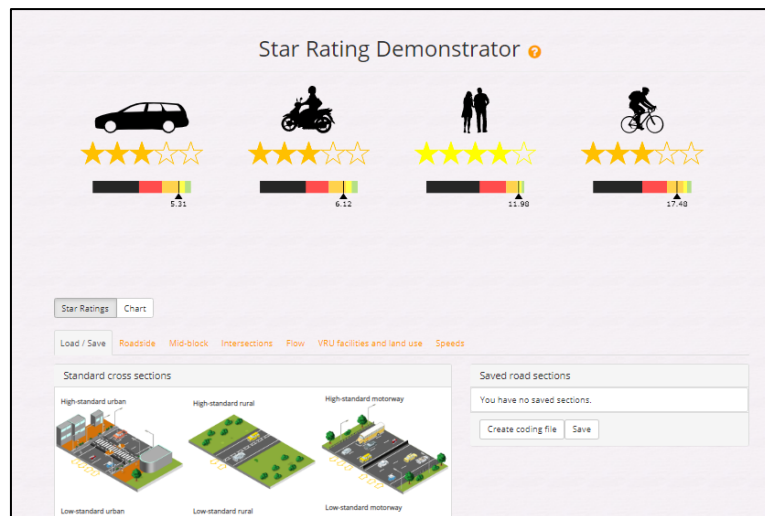 Star Rating Demonstrator ?
5.31 6.12 11.90 17.40
Star Ratings Chart
Load / Save Roadside Mid-block Intersections Flow VRU facilities and land use Speeds
Standard cross sections
High-standard urban High-standard rural High-standard motorway
Low-standard urban Low-standard rural Low-standard motorway
Saved road sections
You have no saved sections.
Create coding file Save